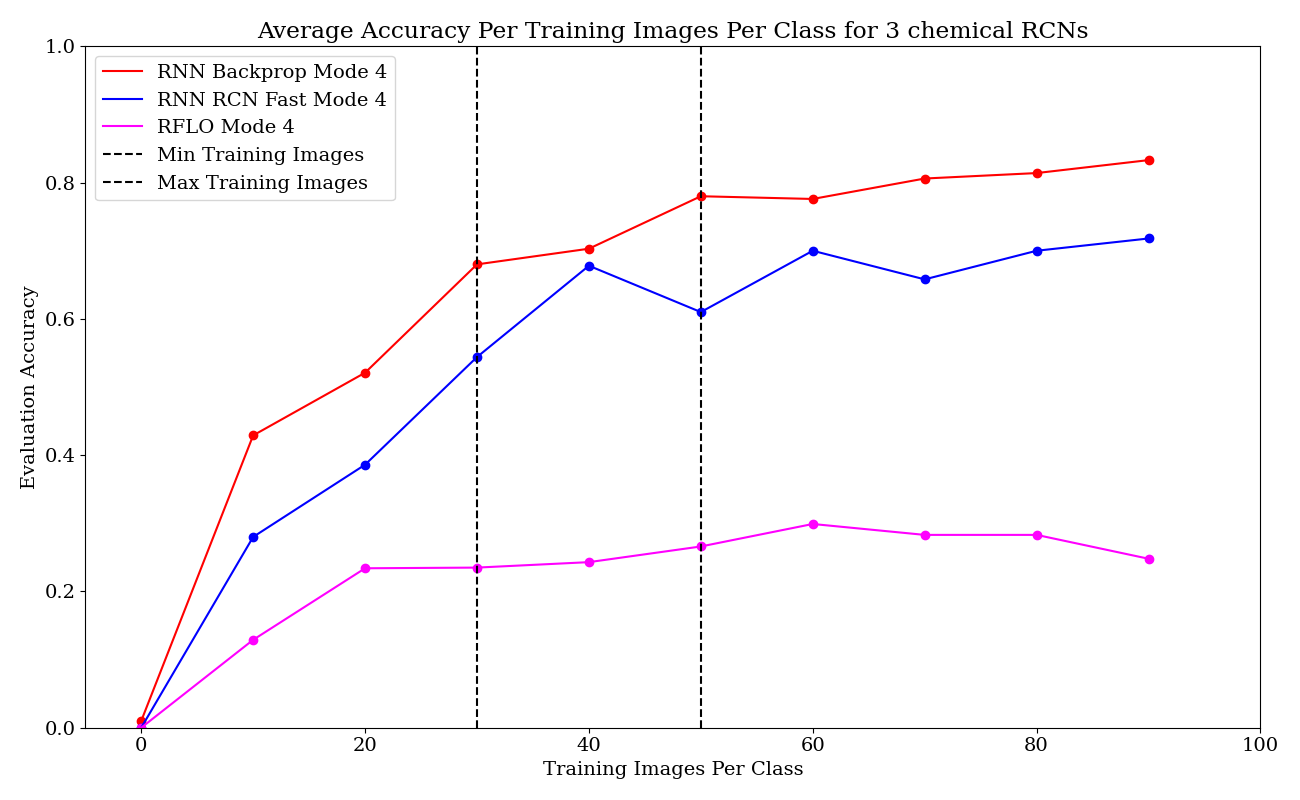 Average Accuracy Per Training Images Per Class for 3 chemical RCNs
1.0
0.8
0.6
0.4
0.2
0.0
Evaluation Accuracy
RNN Backprop Mode 4
RNN RCN Fast Mode 4
RFLO Mode 4
Min Training Images
Max Training Images
0 20 40 60 80 100
Training Images Per Class